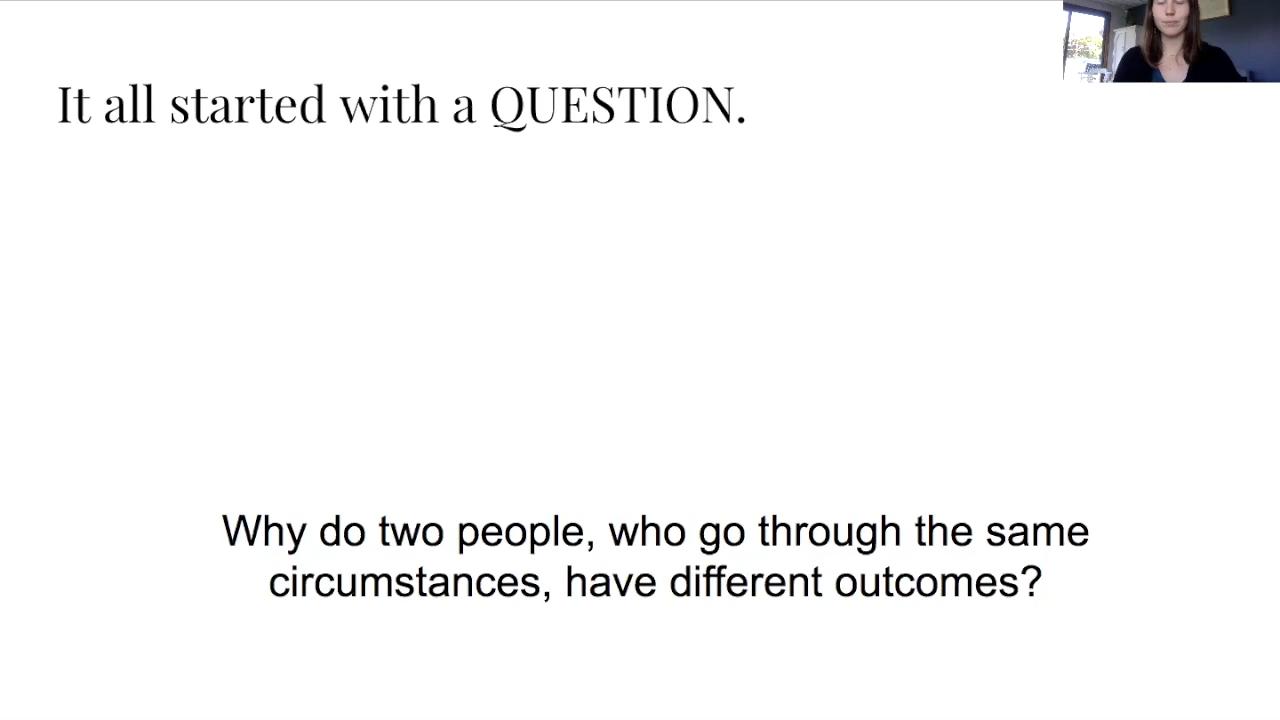 It all started with a QUESTION.
Why do two people, who go through the same
circumstances, have different outcomes?